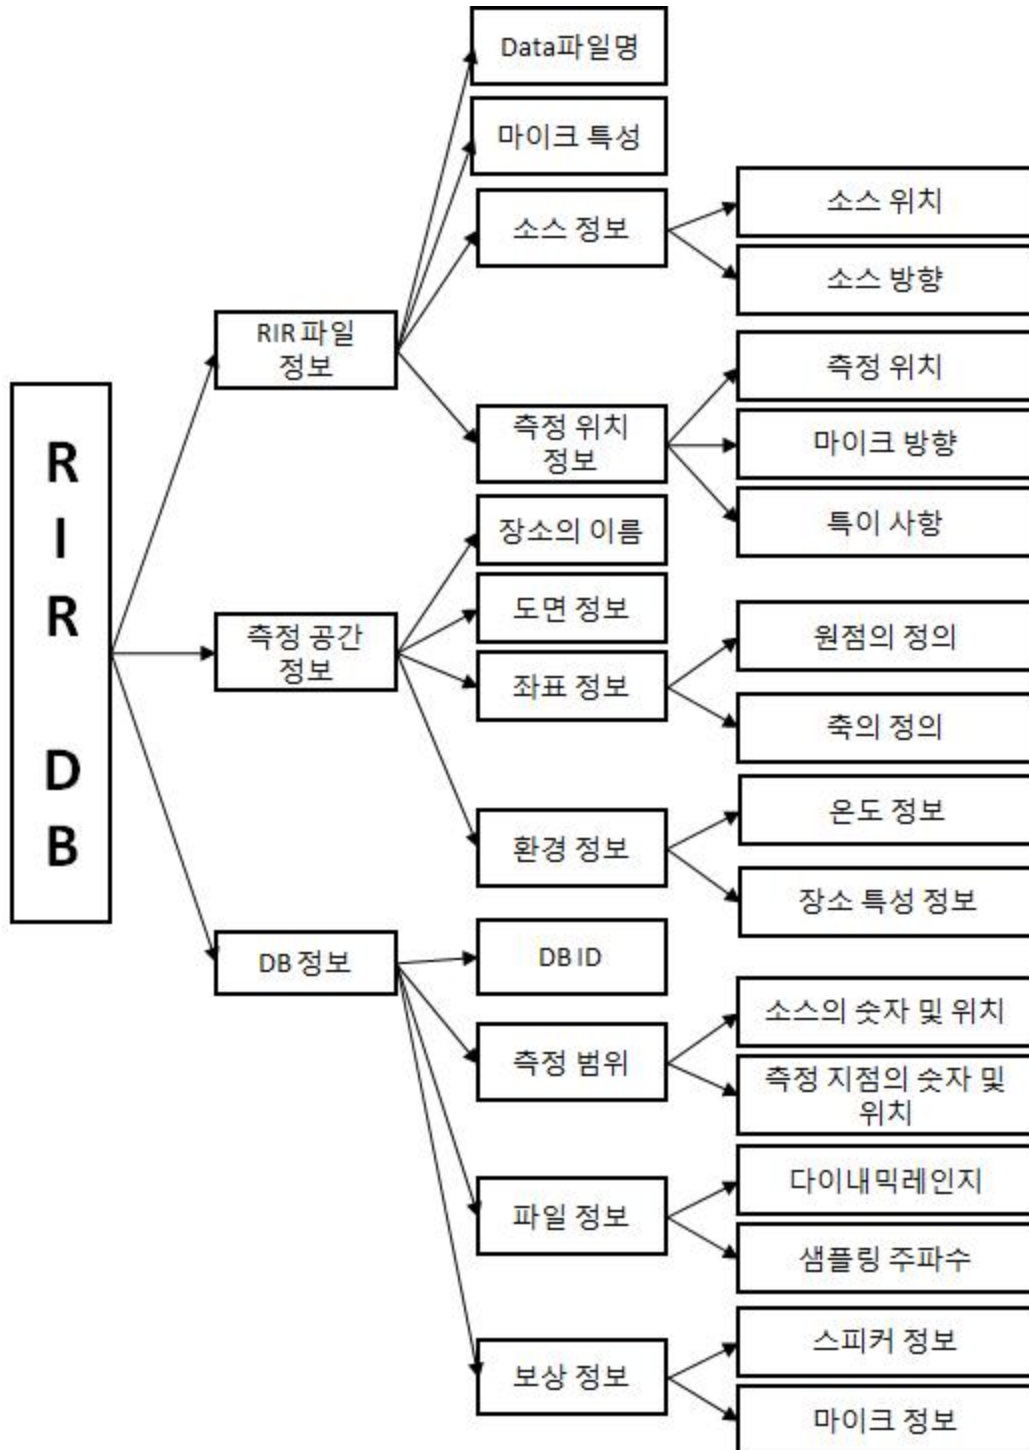 RIR DB
RIR 파일
정보
Data파일명
마이크 특성
소스 정보
소스 위치
소스 방향
측정 위치
정보
측정 위치
마이크 방향
특이 사항
측정 공간
정보
장소의 이름
도면 정보
좌표 정보
원점의 정의
축의 정의
환경 정보
온도 정보
장소 특성 정보
DB 정보
DB ID
측정 범위
소스의 숫자 및 위치
측정 지점의 숫자 및
위치
파일 정보
다이내믹레인지
샘플링 주파수
보상 정보
스피커 정보
마이크 정보